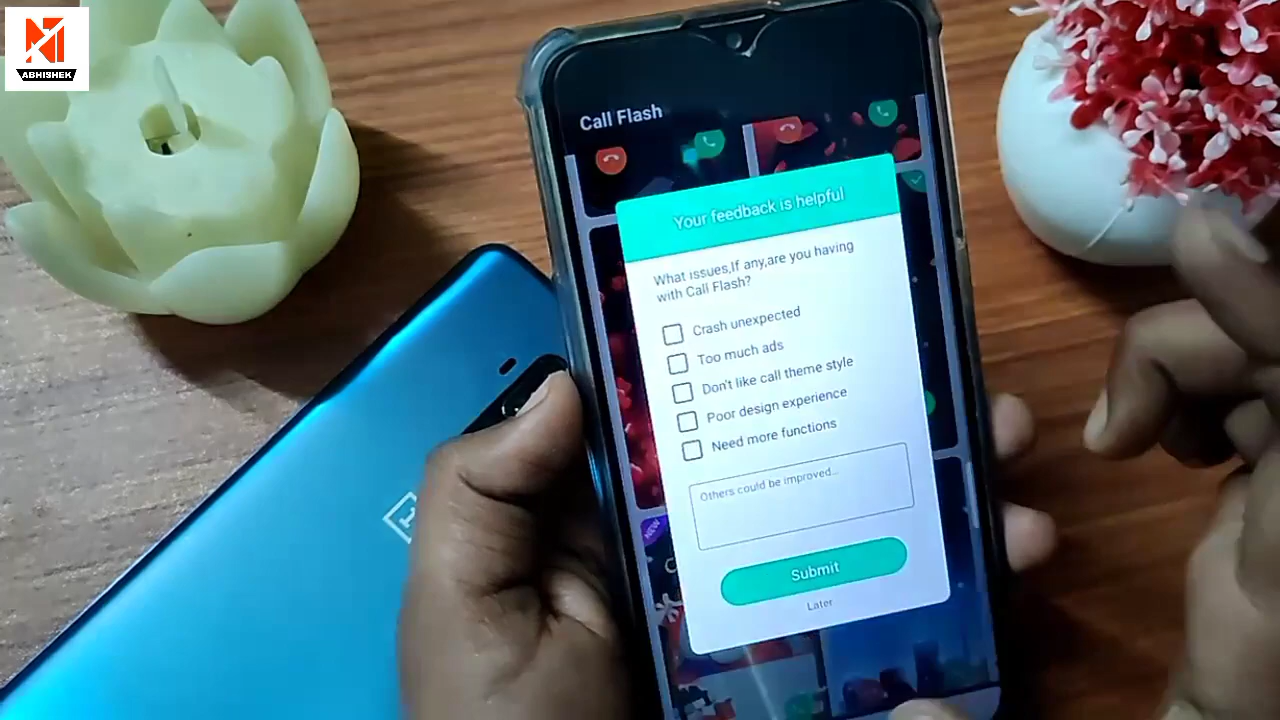 ABHISHEK
Call Flash
Your feedback is helpful
What issues,If any,are you having
with Call Flash?
Crash unexpected
Too much ads
Don't like call theme style
Poor design experience
Need more functions
Others could be improved...
NEW
Submit
Later